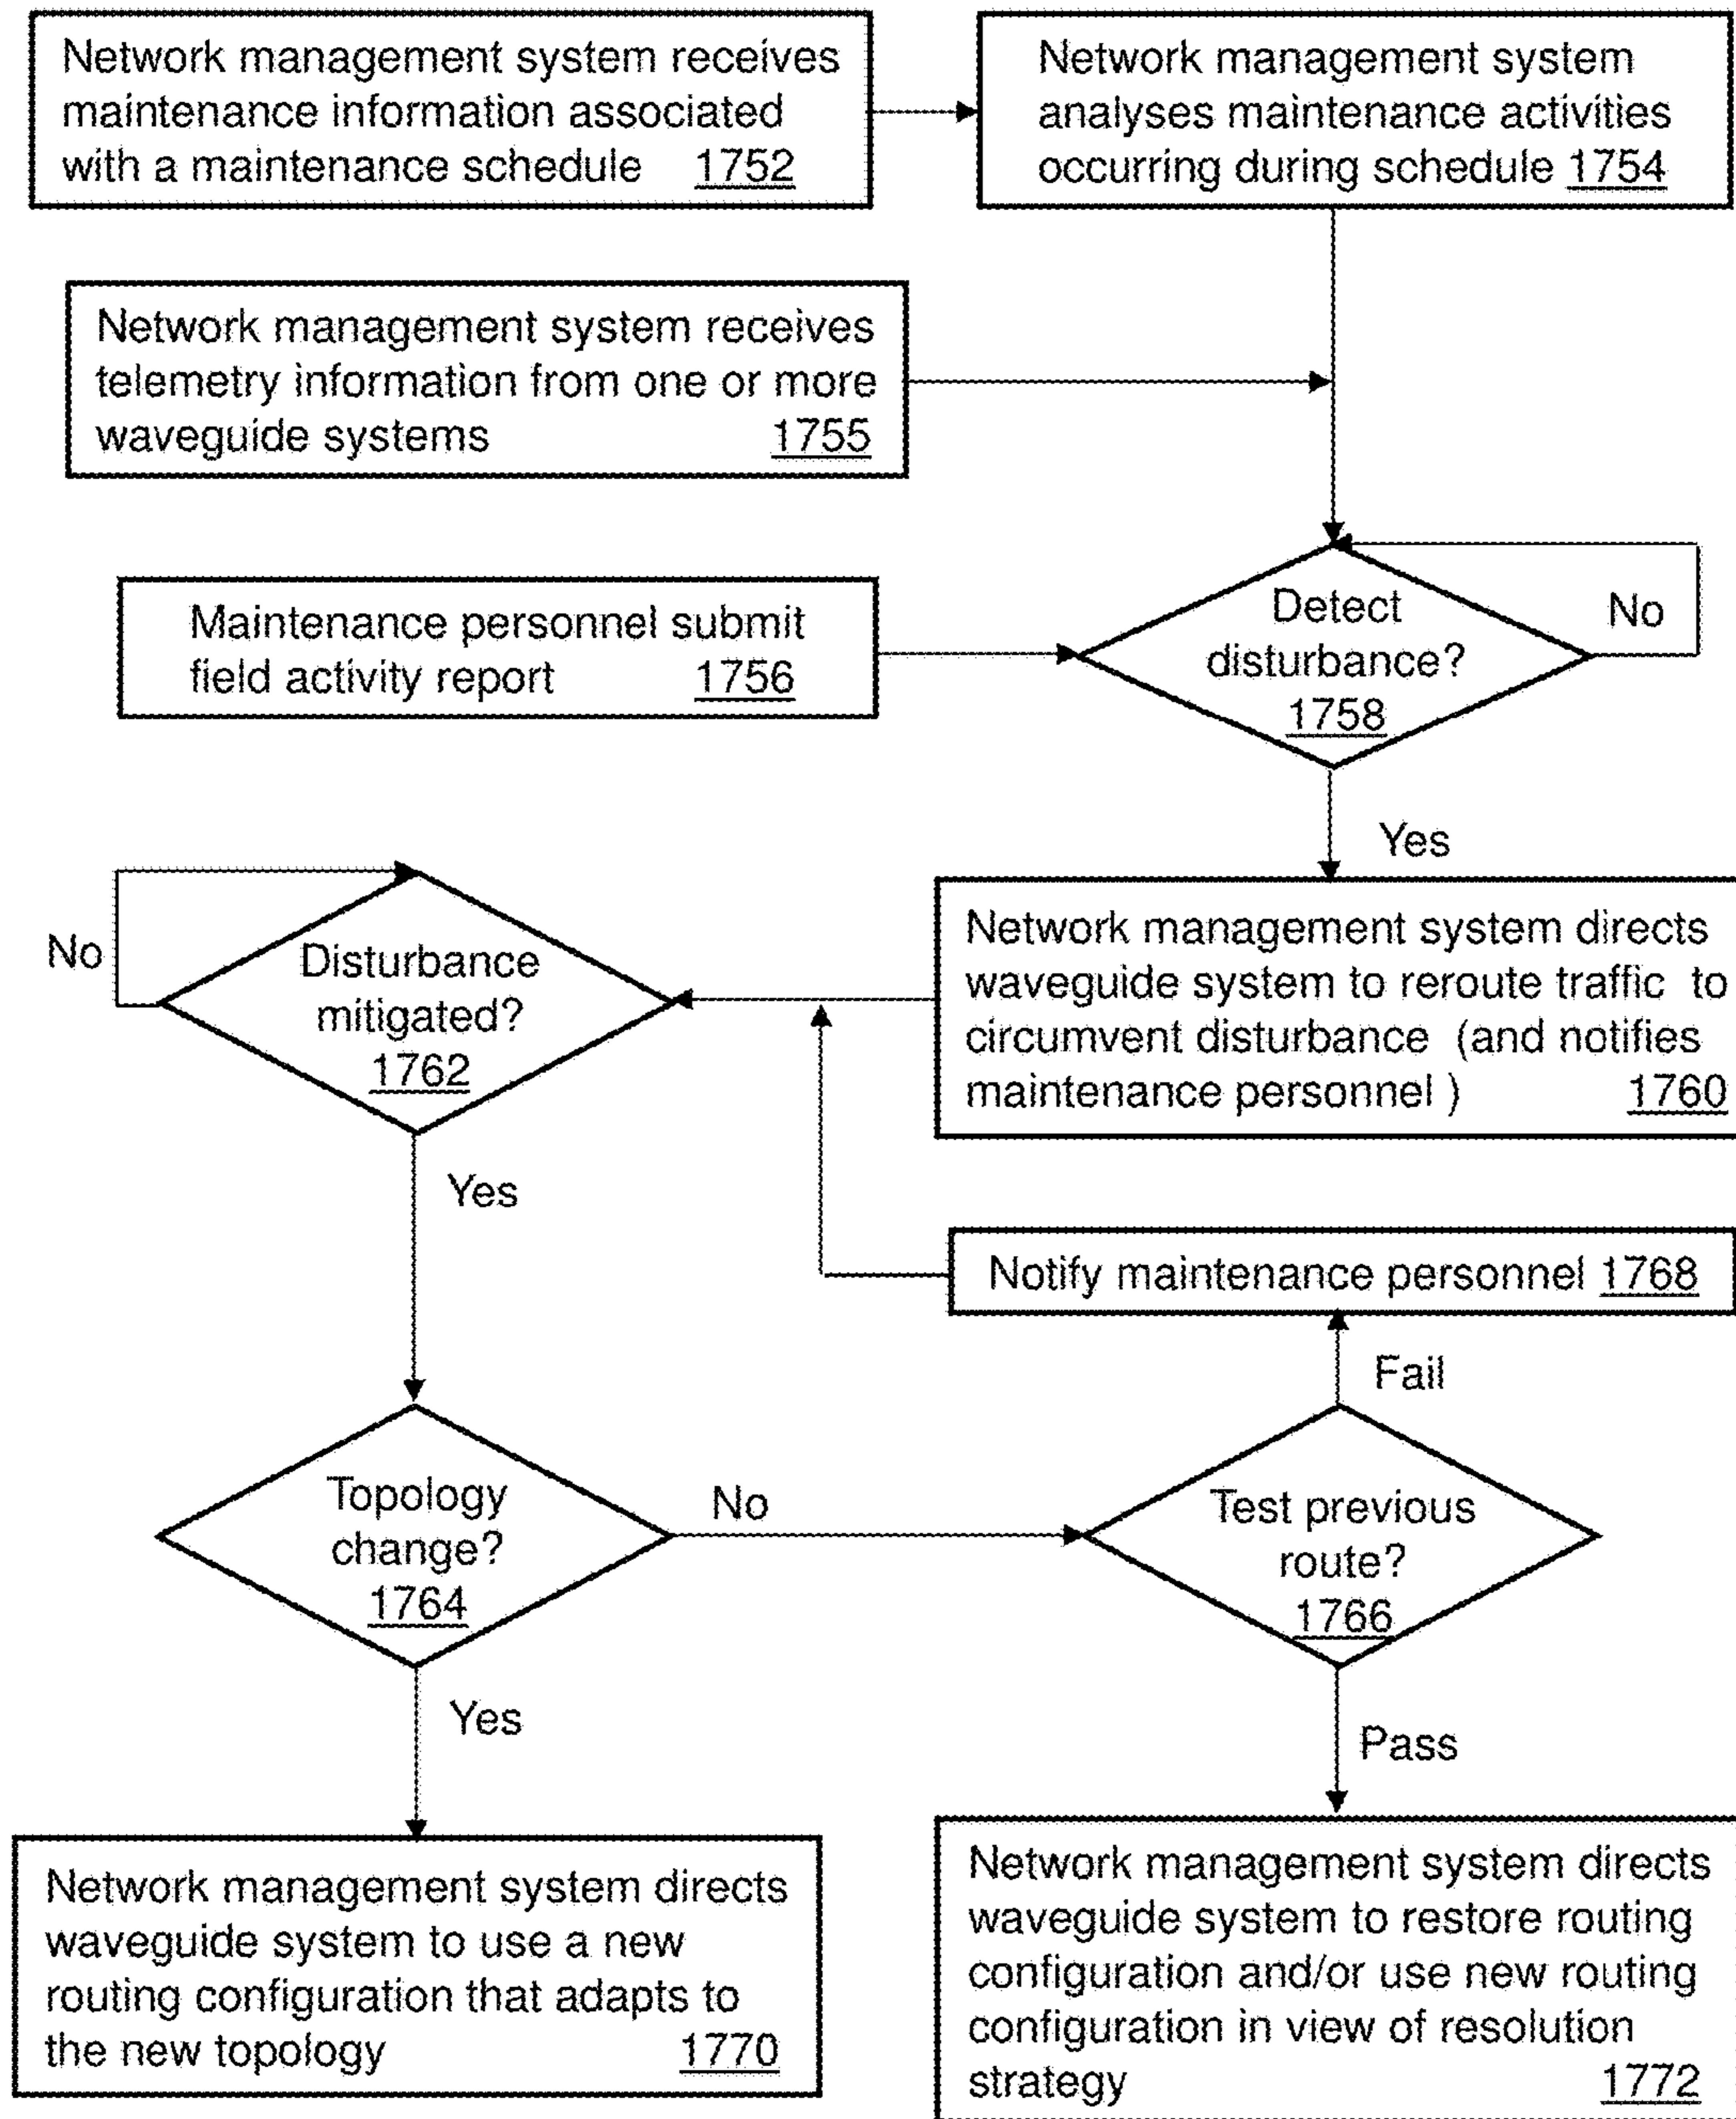 Network management system receives
maintenance information associated
with a maintenance schedule 1752
Network management system
analyses maintenance activities
occurring during schedule 1754
Network management system receives
telemetry information from one or more
waveguide systems 1755
Maintenance personnel submit
field activity report 1756
Detect
disturbance?
1758
No
Yes
Network management system directs
waveguide system to reroute traffic to
circumvent disturbance (and notifies
maintenance personnel ) 1760
No
Disturbance
mitigated?
1762
Yes
Notify maintenance personnel 1768
Fail
Topology
change?
1764
No
Test previous
route?
1766
Yes
Pass
Network management system directs
waveguide system to use a new
routing configuration that adapts to
the new topology 1770
Network management system directs
waveguide system to restore routing
configuration and/or use new routing
configuration in view of resolution
strategy 1772